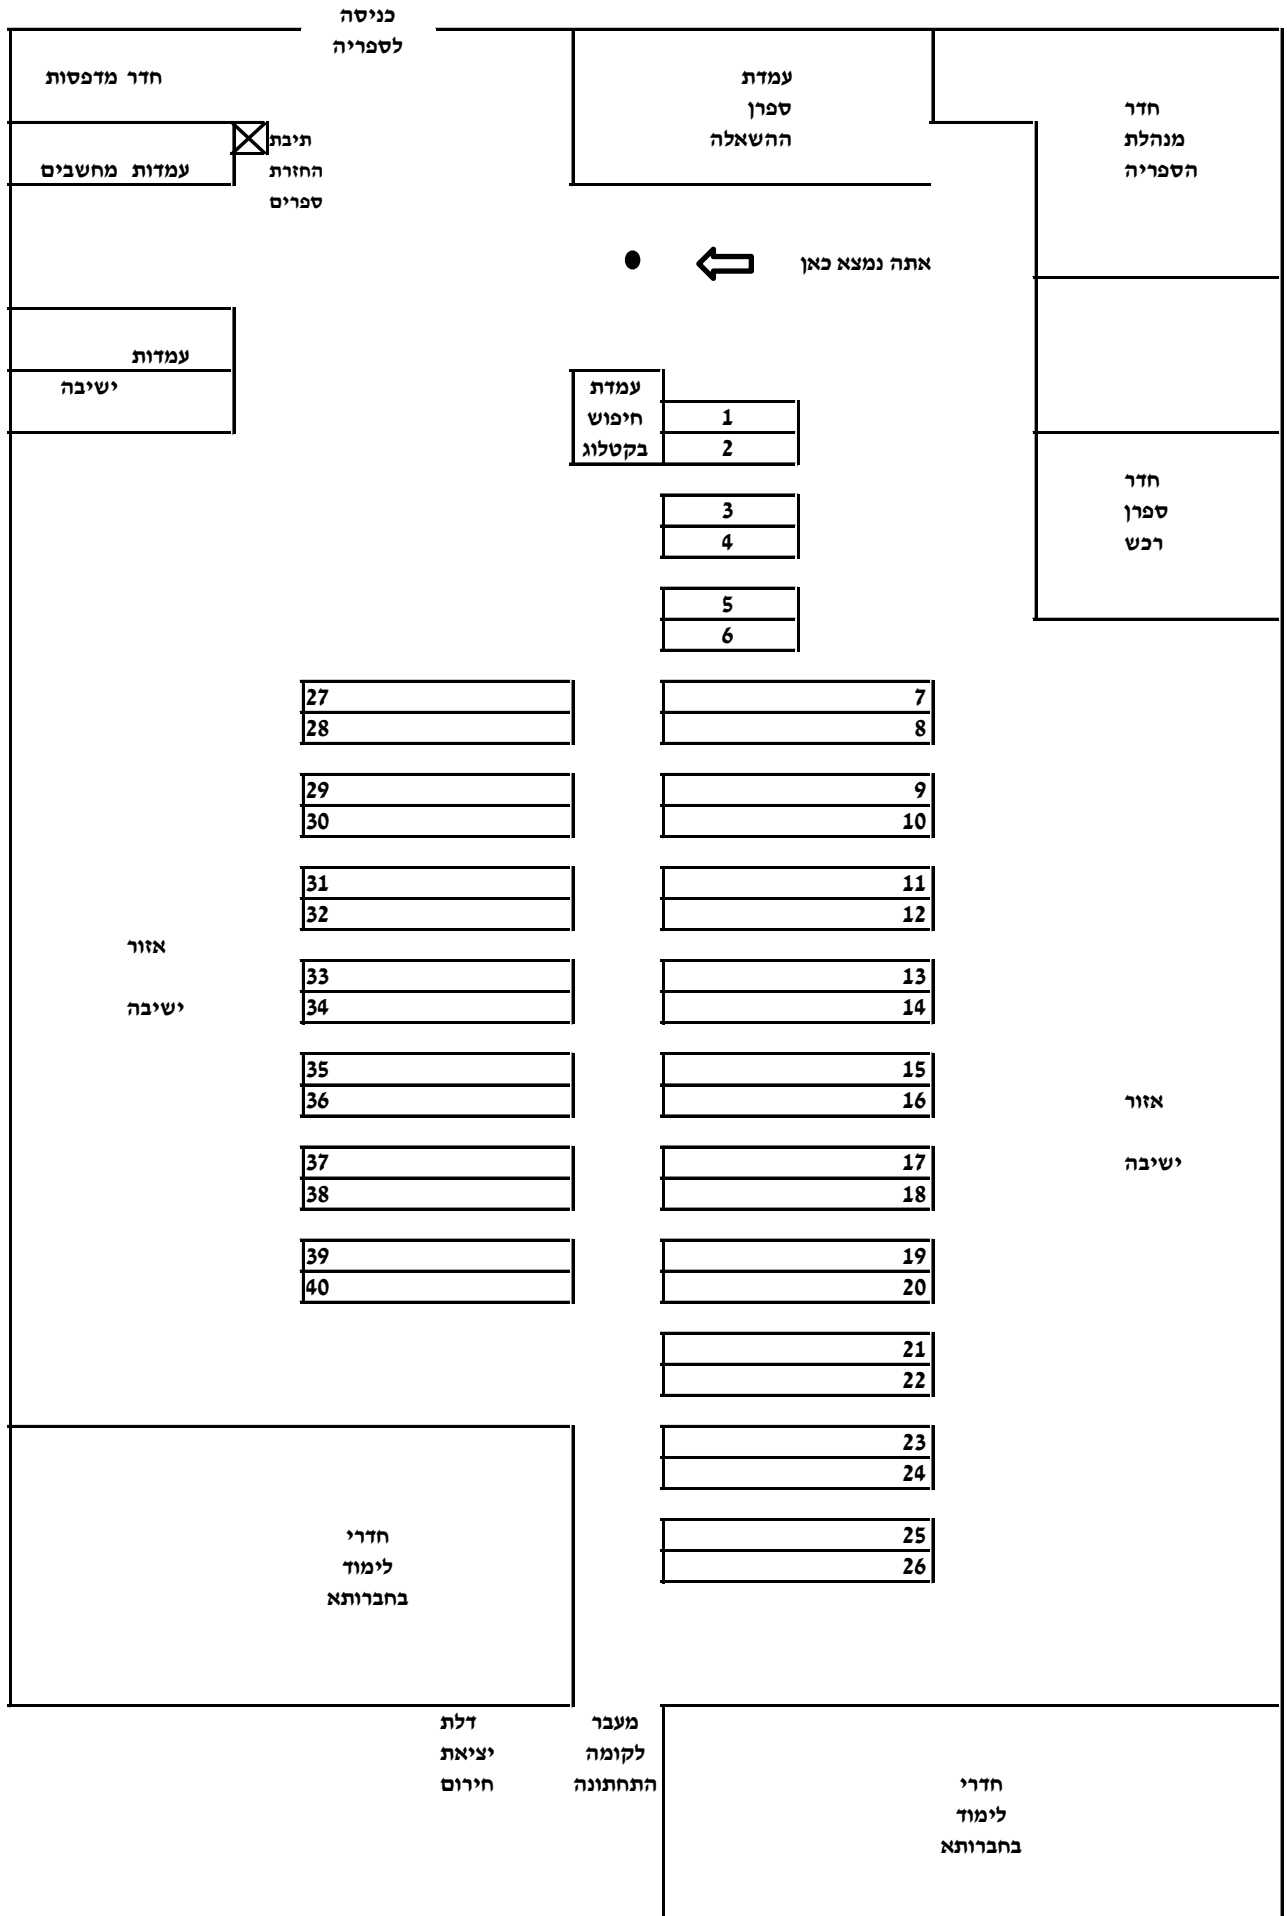 כניסה
לספריה
חדר מדפסות
עמדת
ספרן
ההשאלה
חדר
מנהלת
הספריה
תיבת
החזרת
ספרים
עמדות מחשבים
אתה נמצא כאן
עמדות
ישיבה
עמדת
חיפוש
בקטלוג
1
2
חדר
ספרן
רכש
3
4
5
6
7
8
27
28
9
10
29
30
11
12
31
32
אזור
ישיבה
13
14
33
34
15
16
35
36
אזור
ישיבה
17
18
37
38
19
20
39
40
21
22
23
24
25
26
חדרי
לימוד
בחברותא
מעבר
לקומה
התחתונה
דלת
יציאת
חירום
חדרי
לימוד
בחברותא